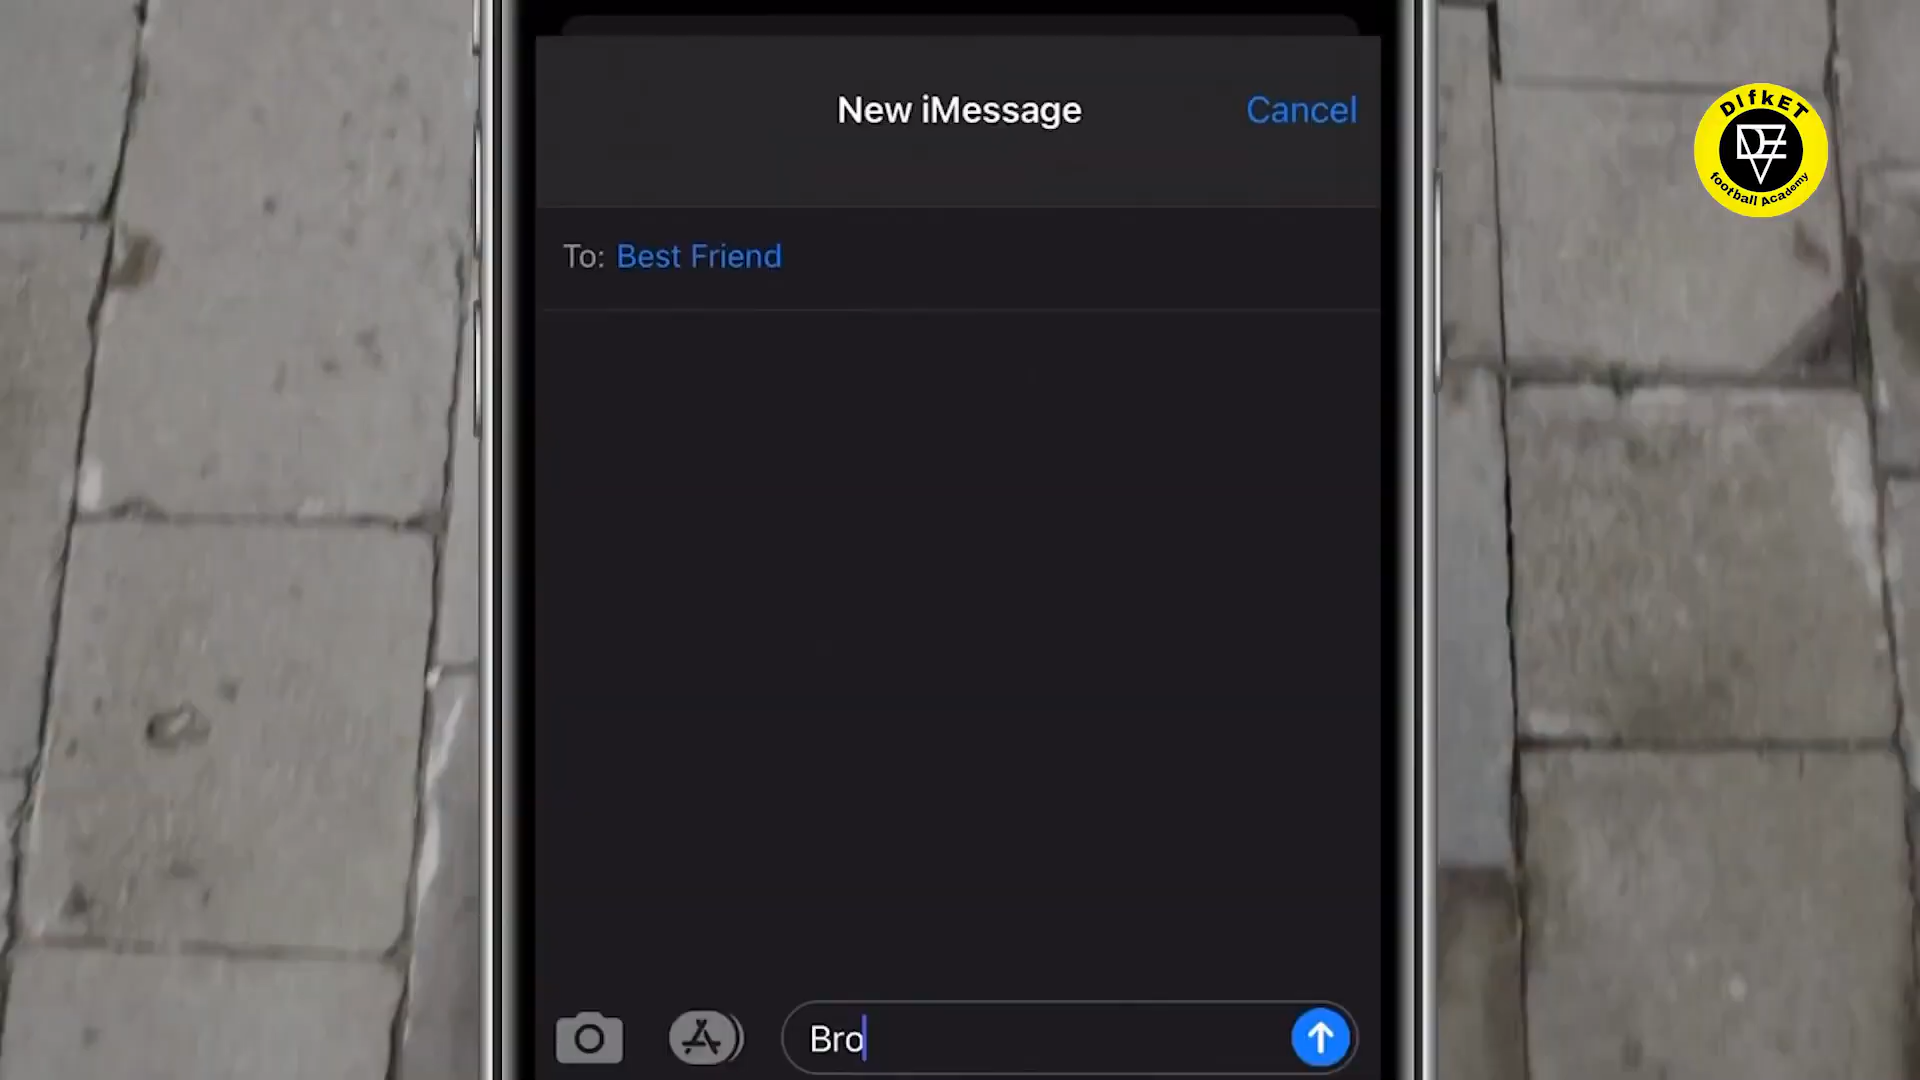 New iMessage
Cancel
DIfkET
football Academy
To: Best Friend
Bro